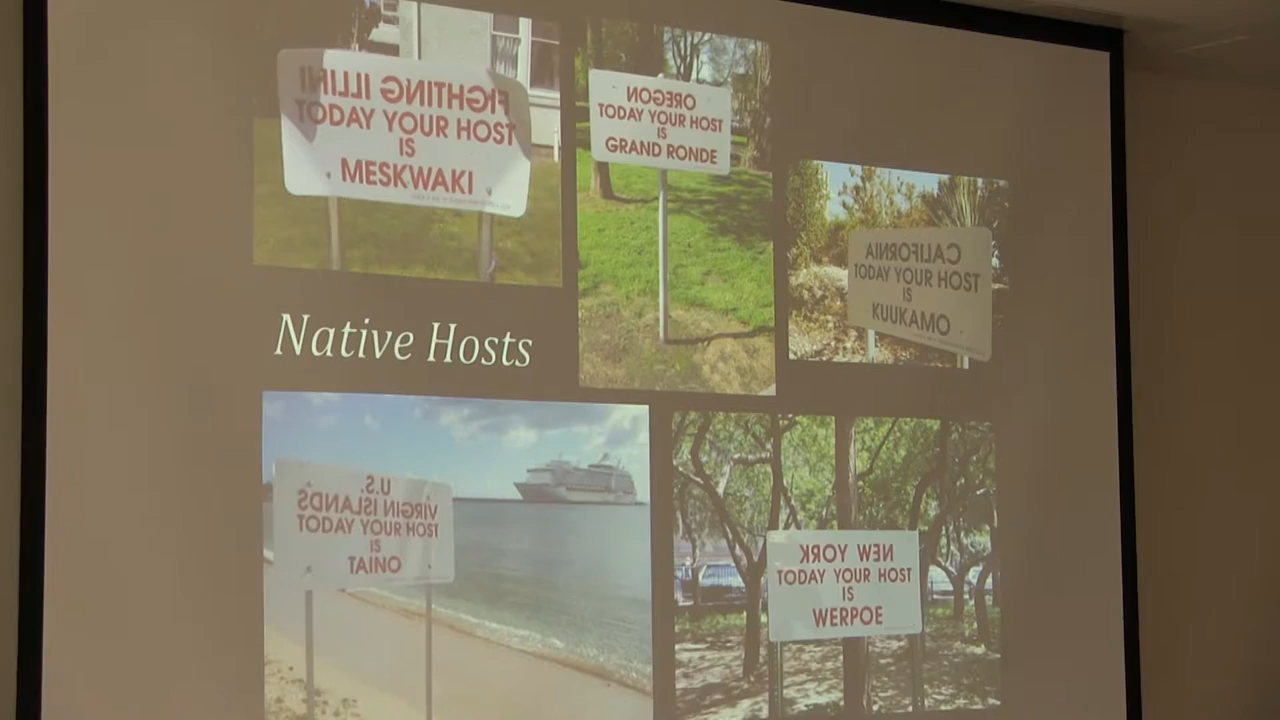 FIGHTING ILLINI
TODAY YOUR HOST
IS
MESKWAKI
OREGON
TODAY YOUR HOST
IS
GRAND RONDE
CALIFORNIA
TODAY YOUR HOST
IS
KUUKAMO
Native Hosts
U.S.
VIRGIN ISLANDS
TODAY YOUR HOST
IS
TAINO
NEW YORK
TODAY YOUR HOST
IS
WERPOE